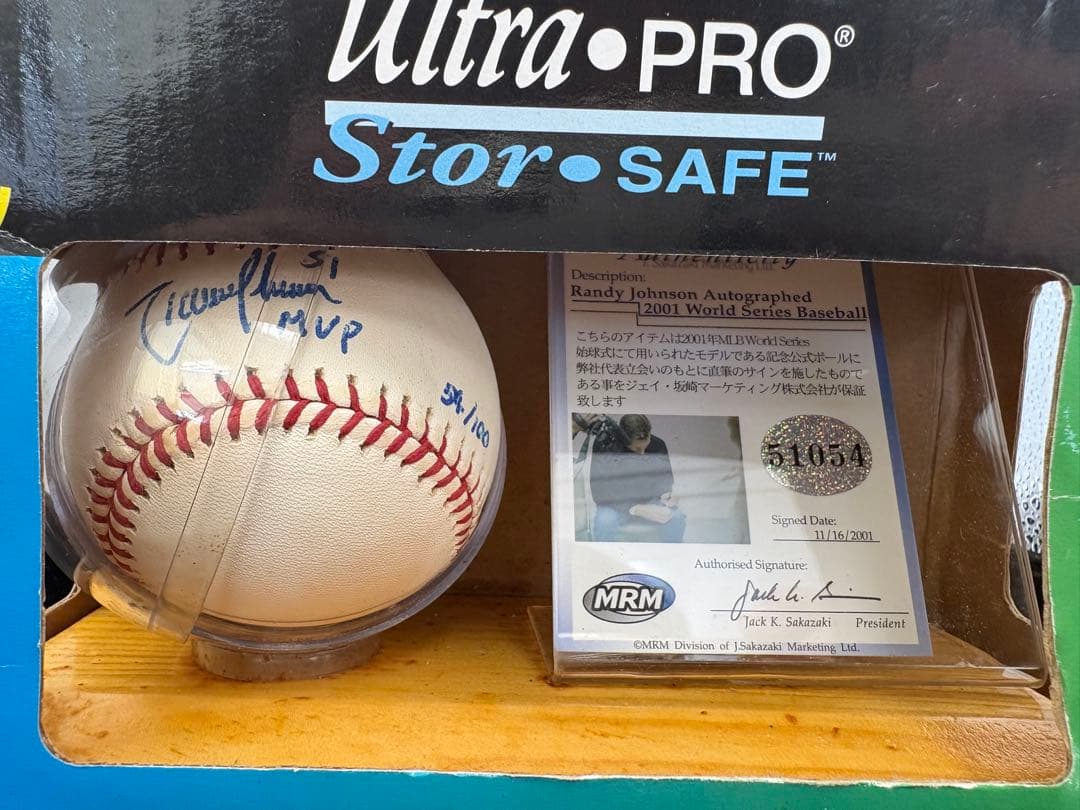 Ultra•PRO®
Stor•SAFE™
51
MVP
54/100
Authenticity
J. Sakazaki Marketing Ltd.
Description:
Randy Johnson Autographed
2001 World Series Baseball
こちらのアイテムは2001年MLB World Series
始球式にて用いられたモデルである記念公式ボールに
弊社代表立会いのもとに直筆のサインを施したもので
ある事をジェイ・坂崎マーケティング株式会社が保証
致します
51054
Signed Date:
11/16/2001
Authorised Signature:
MRM
Jack K. Sakazaki President
©MRM Division of J.Sakazaki Marketing Ltd.